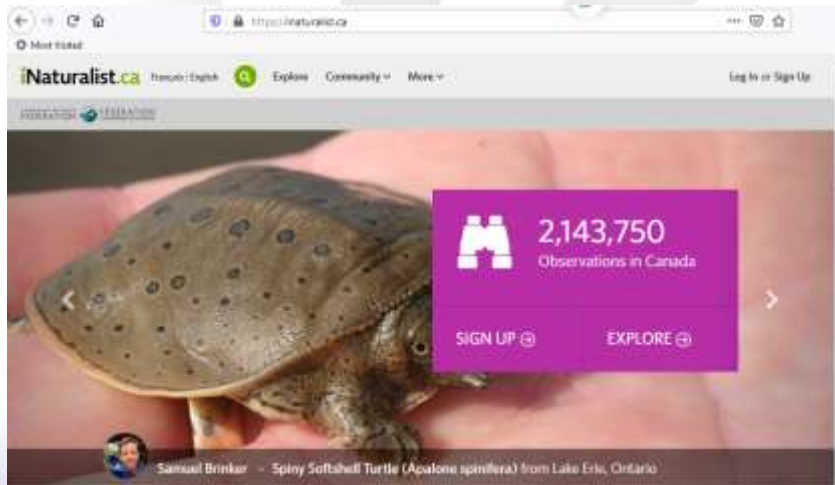 https://inaturalist.ca
Most Visited
iNaturalist.ca Français | English Explore Community More Log In or Sign Up
2,143,750
Observations in Canada
SIGN UP EXPLORE
Samuel Brinker - Spiny Softshell Turtle (Apalone spinifera) from Lake Erie, Ontario